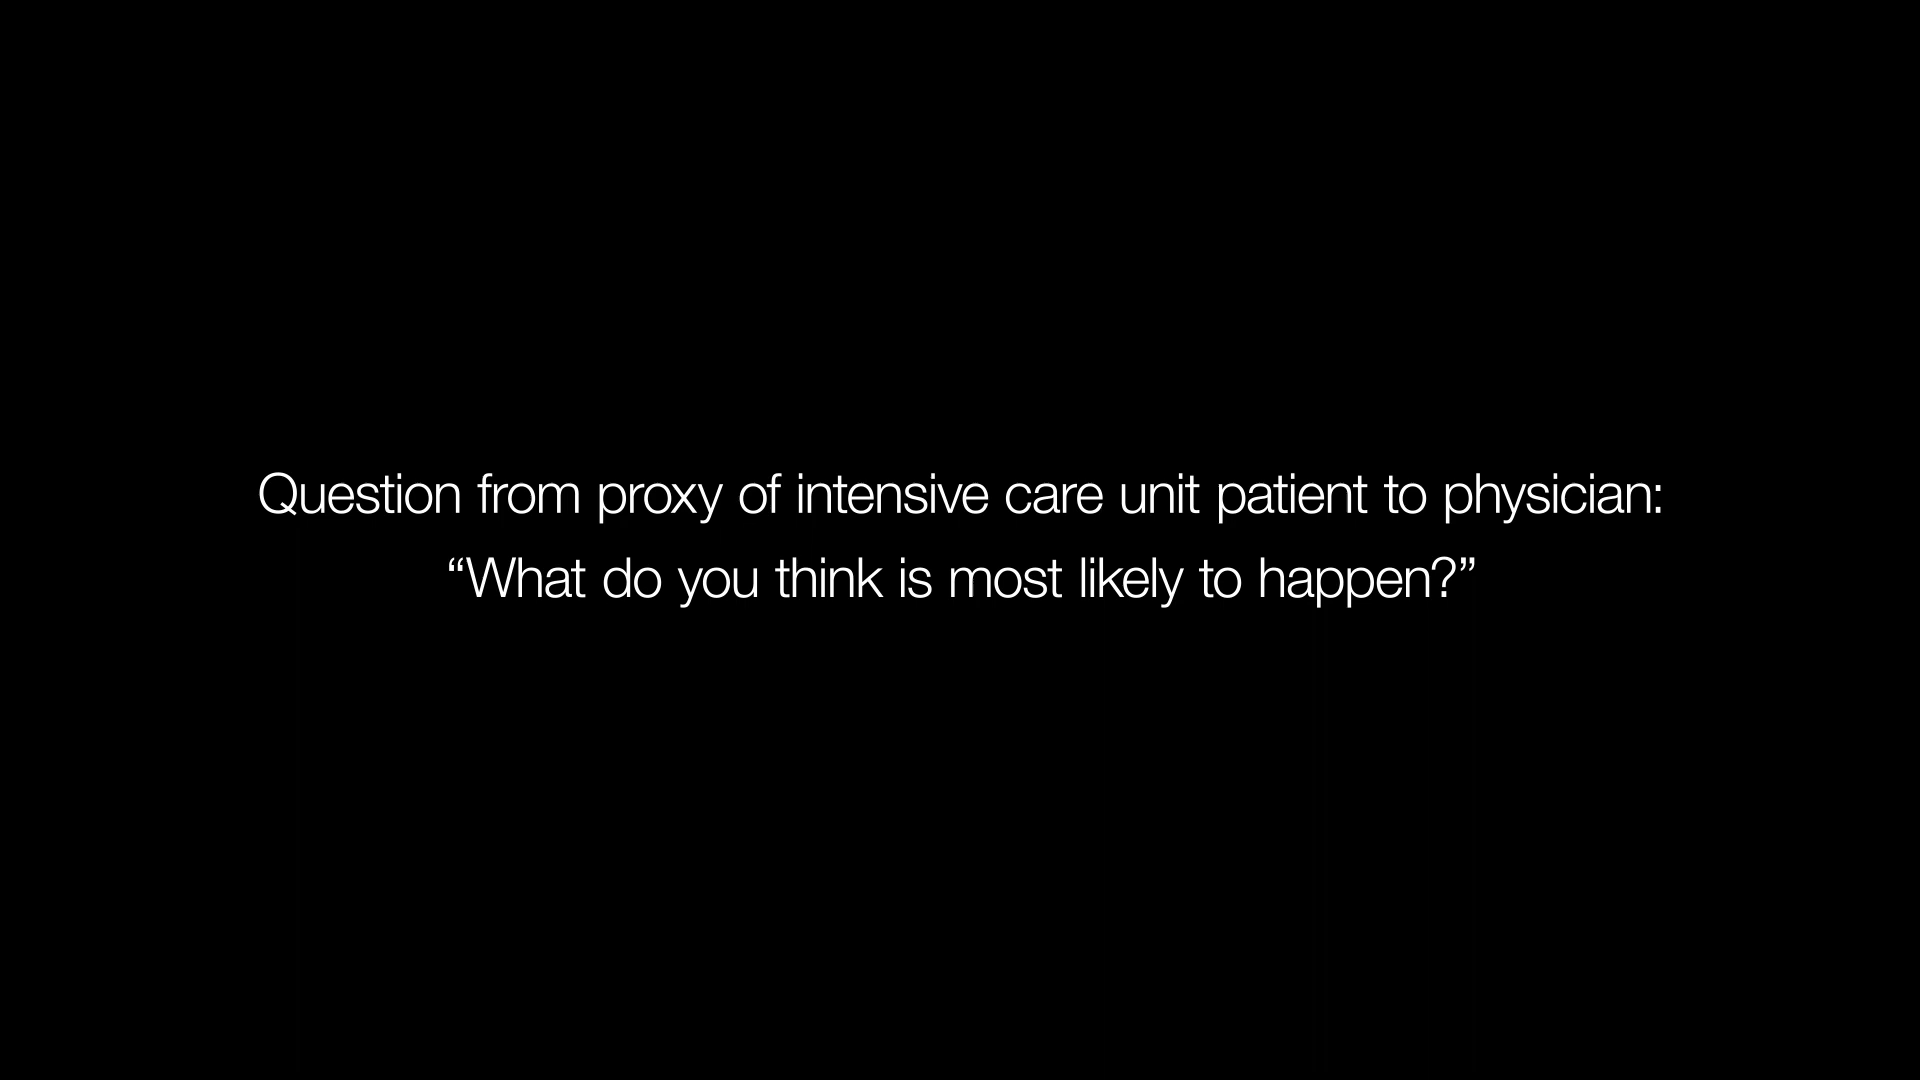 Question from proxy of intensive care unit patient to physician:
“What do you think is most likely to happen?”